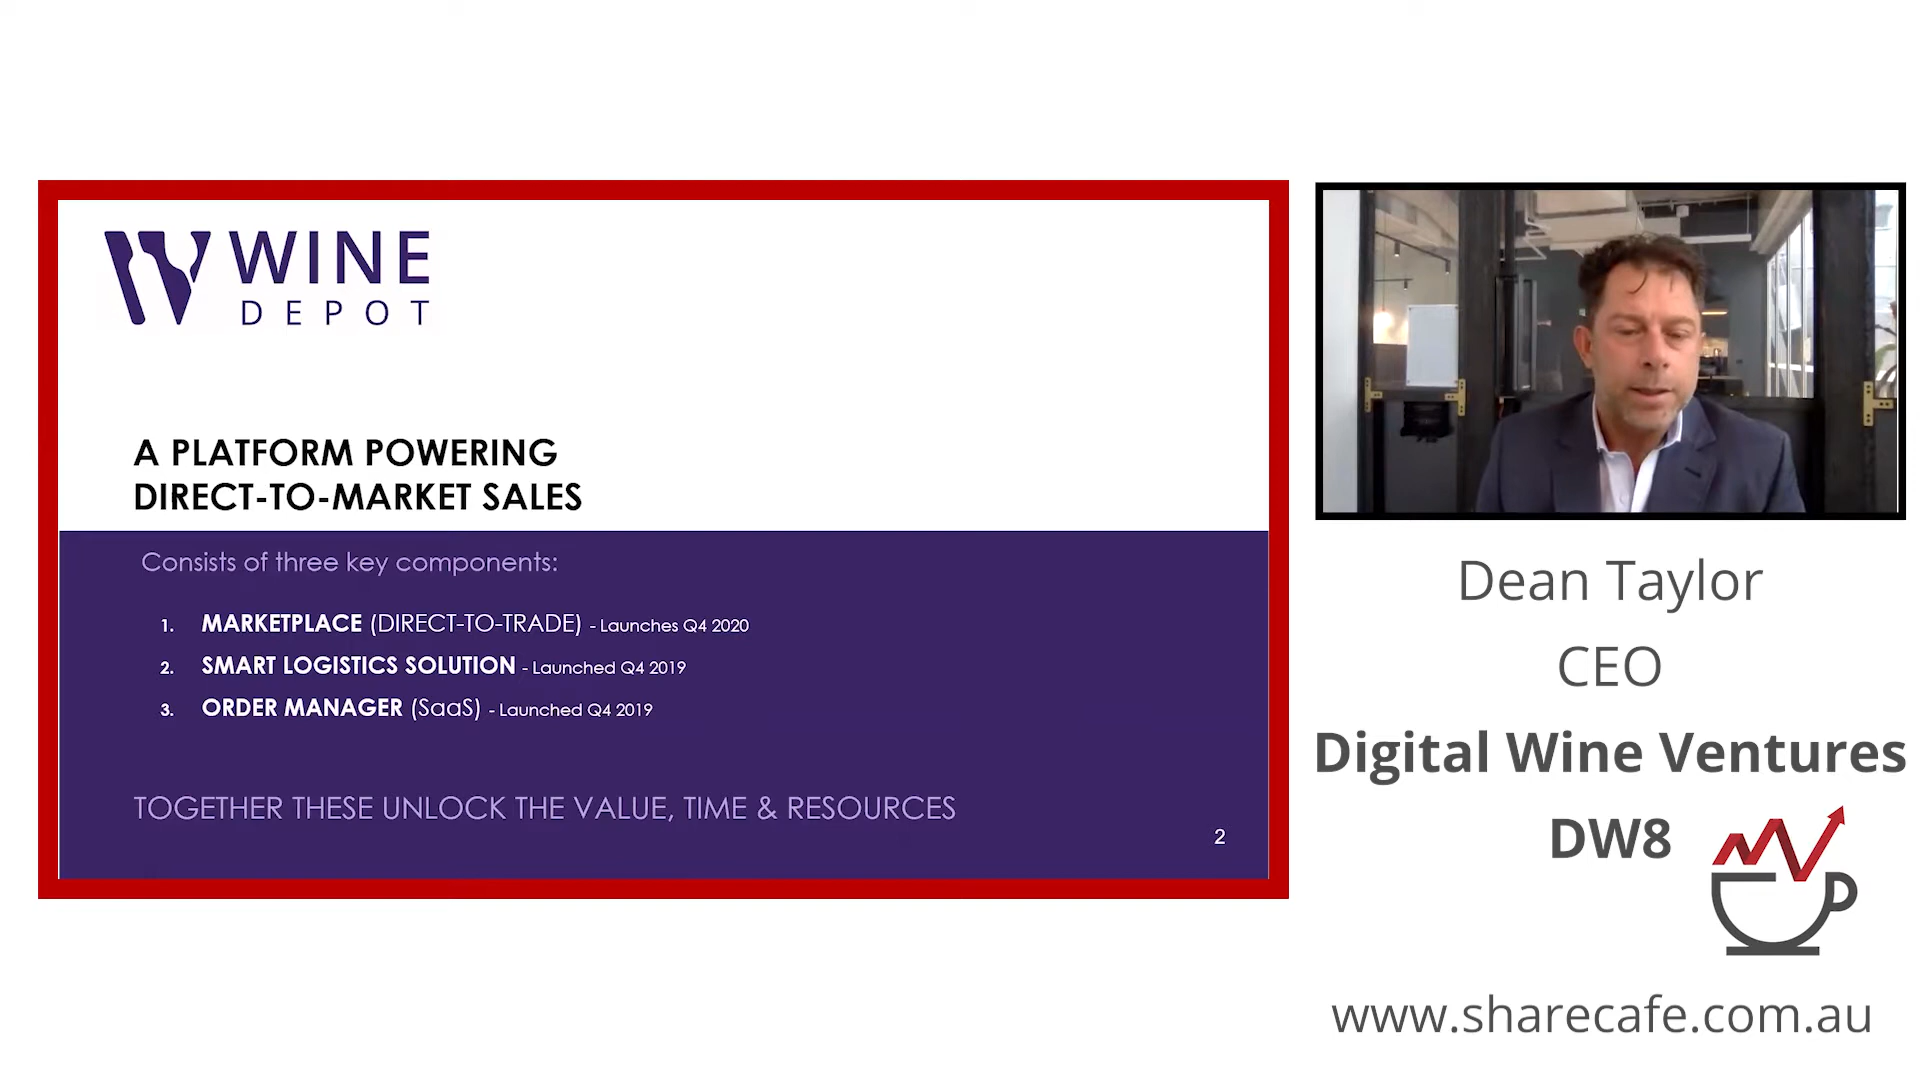 WINE
DEPOT
A PLATFORM POWERING
DIRECT-TO-MARKET SALES
Consists of three key components:
1. MARKETPLACE (DIRECT-TO-TRADE) - Launches Q4 2020
2. SMART LOGISTICS SOLUTION - Launched Q4 2019
3. ORDER MANAGER (SaaS) - Launched Q4 2019
TOGETHER THESE UNLOCK THE VALUE, TIME & RESOURCES
2
Dean Taylor
CEO
Digital Wine Ventures
DW8
www.sharecafe.com.au